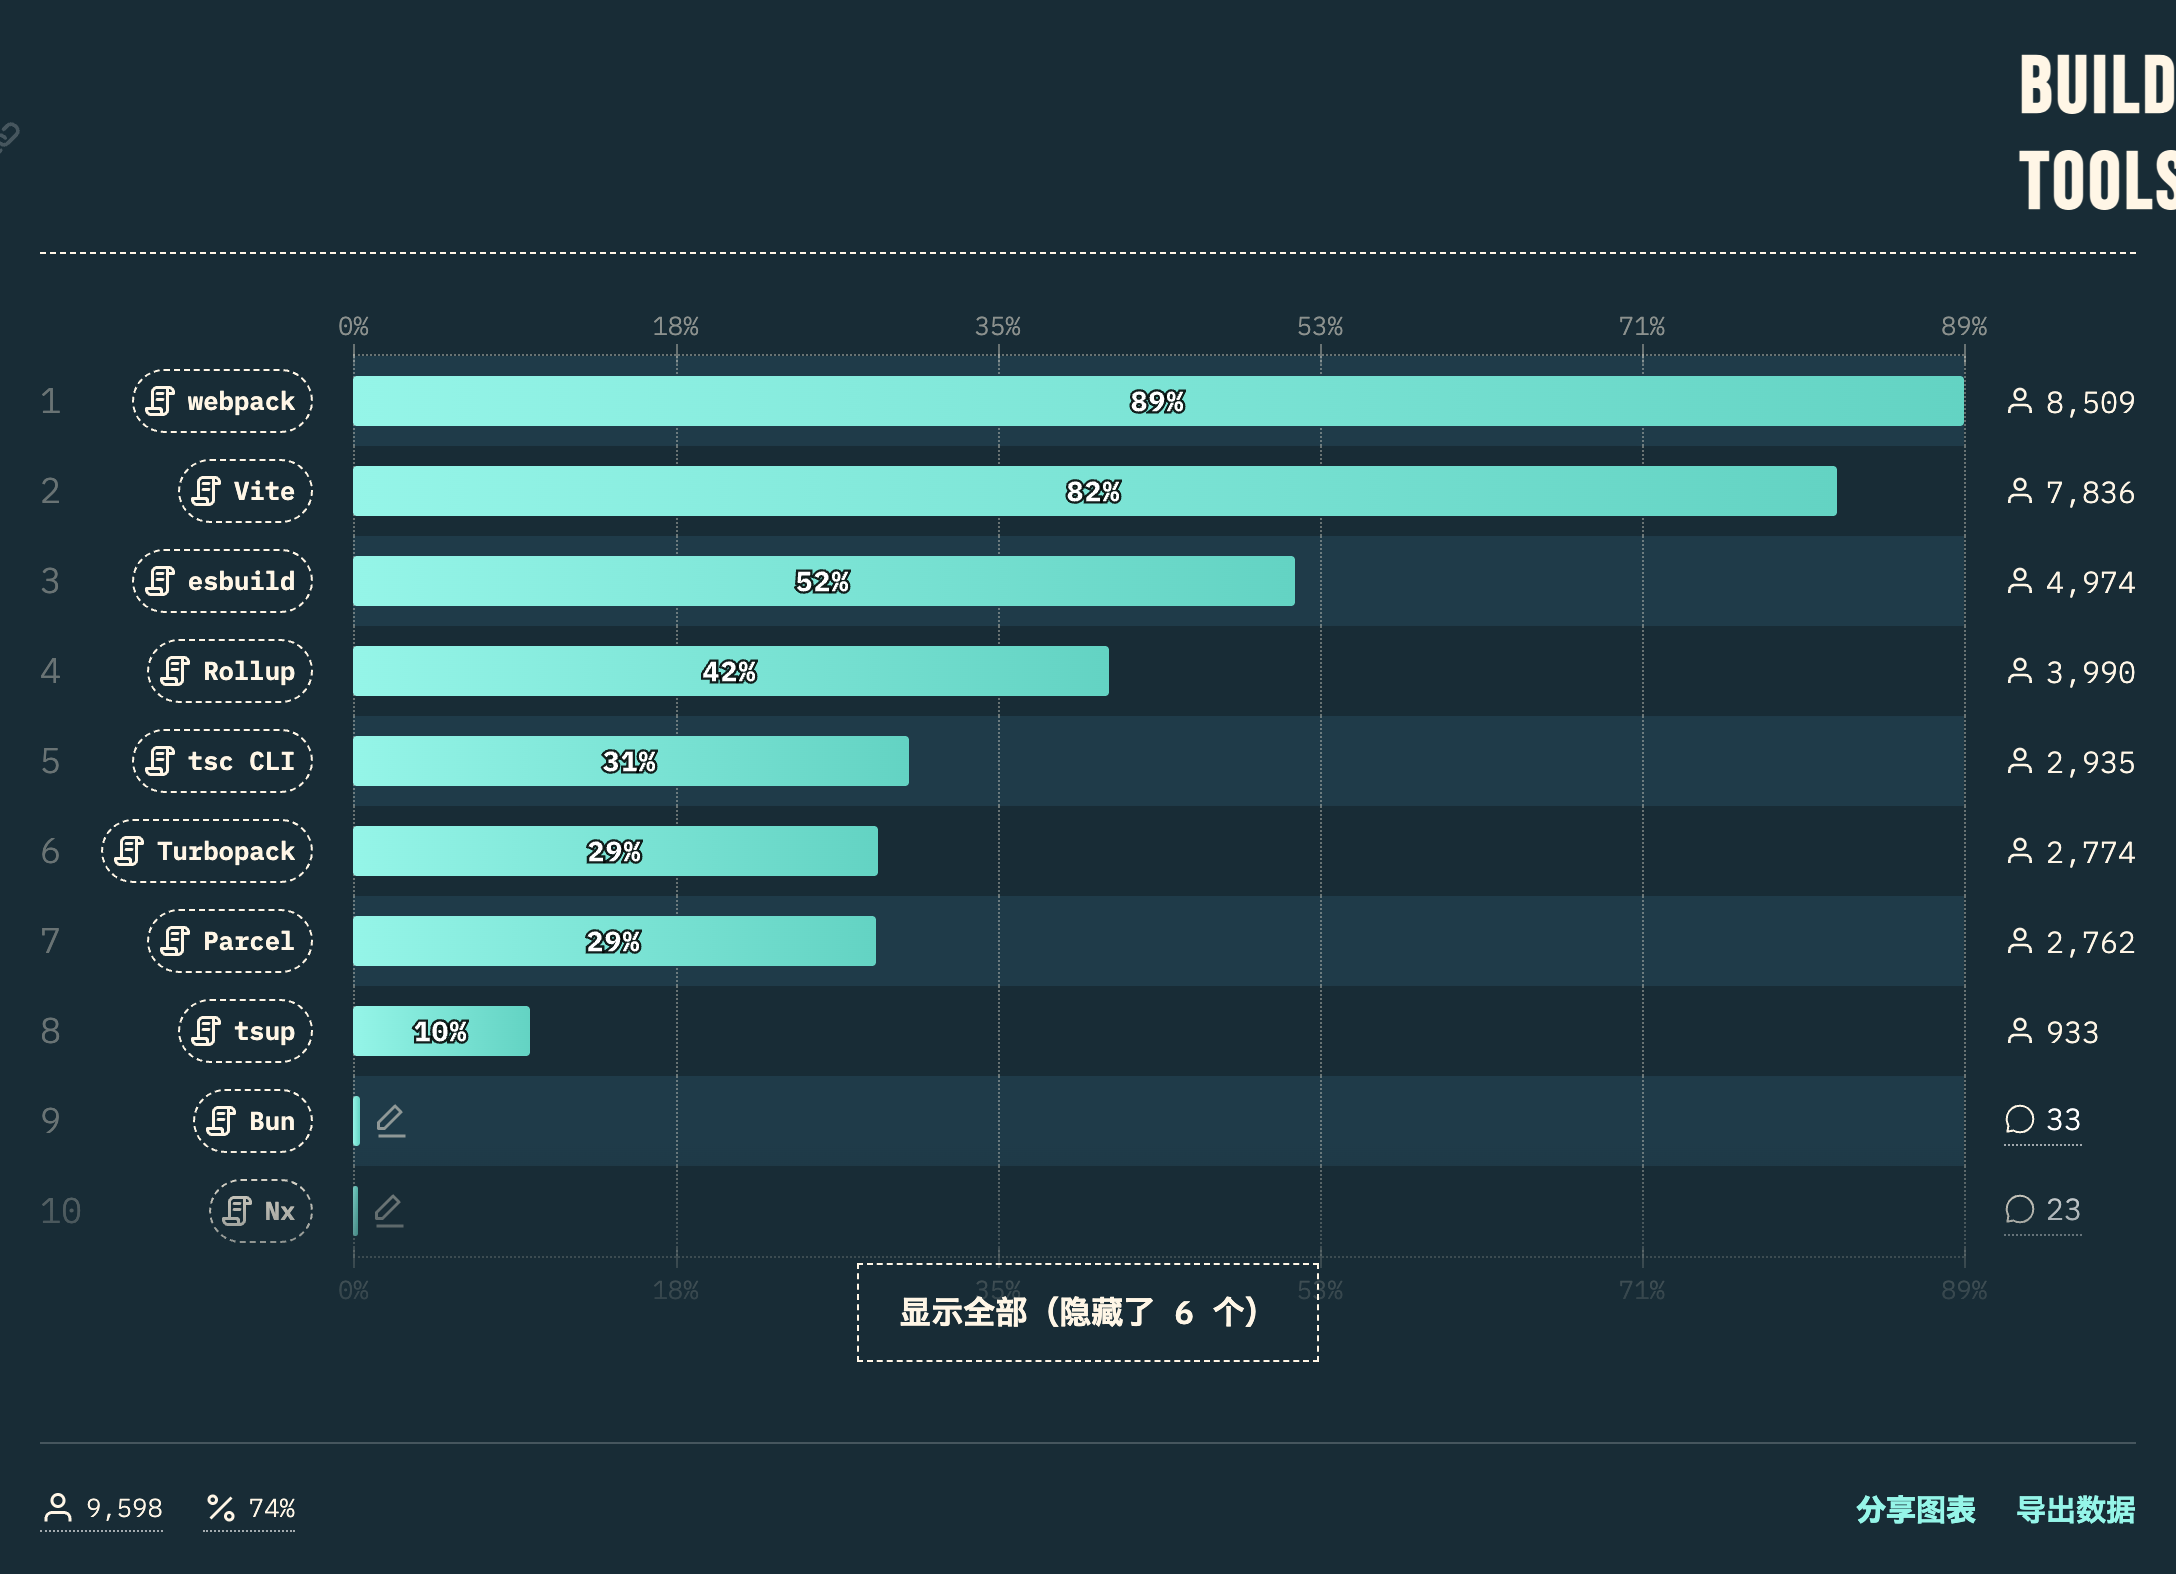 BUILD
TOOLS
0% 18% 35% 53% 71% 89%
1 webpack 89% 8,509
2 Vite 82% 7,836
3 esbuild 52% 4,974
4 Rollup 42% 3,990
5 tsc CLI 31% 2,935
6 Turbopack 29% 2,774
7 Parcel 29% 2,762
8 tsup 10% 933
9 Bun 33
10 Nx 23
0% 18% 35% 53% 71% 89%
显示全部（隐藏了 6 个）
9,598 % 74% 分享图表 导出数据